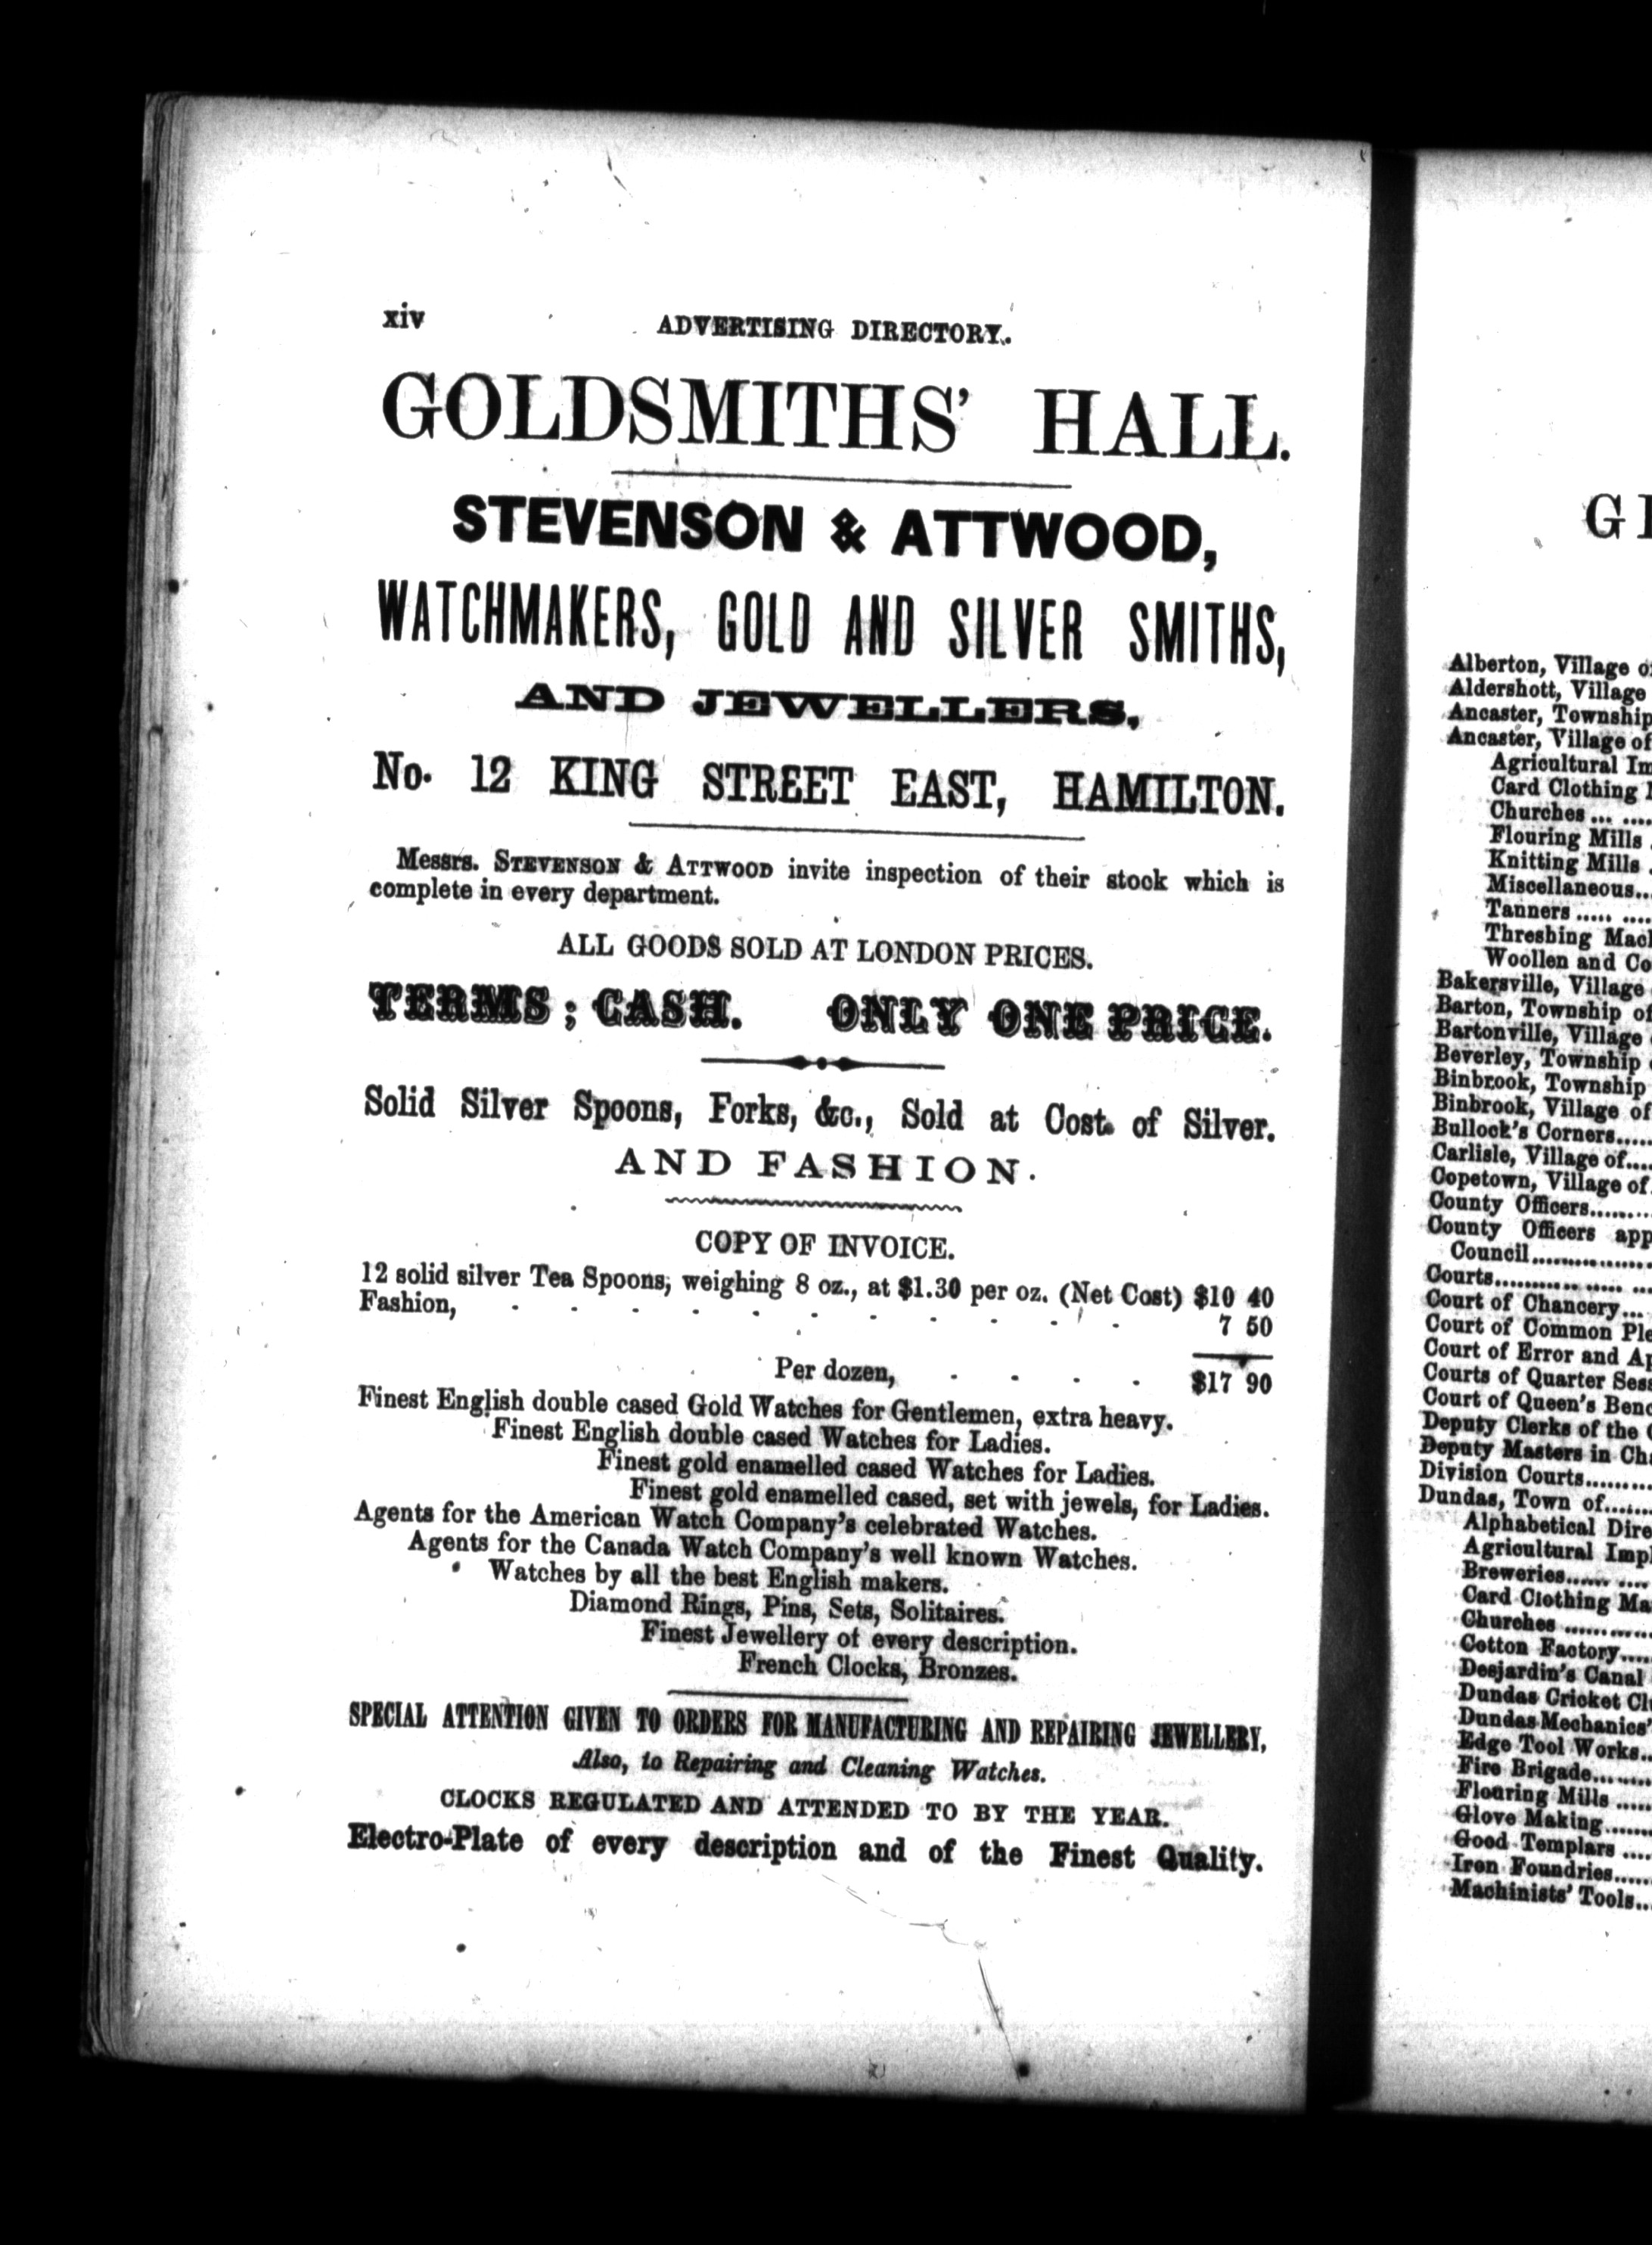 xiv
ADVERTISING DIRECTORY.
GOLDSMITHS' HALL.
STEVENSON & ATTWOOD,
WATCHMAKERS, GOLD AND SILVER SMITHS,
AND JEWELLERS,
No. 12 KING STREET EAST, HAMILTON.
Messrs. STEVENSON & ATTWOOD invite inspection of their stock which is
complete in every department.
ALL GOODS SOLD AT LONDON PRICES.
TERMS; CASH. ONLY ONE PRICE.
Solid Silver Spoons, Forks, &c., Sold at Cost of Silver.
AND FASHION.
COPY OF INVOICE.
12 solid silver Tea Spoons, weighing 8 oz., at $1.30 per oz. (Net Cost) $10 40
Fashion, - - - - - - - - - - - 7 50
Per dozen, - - - - $17 90
Finest English double cased Gold Watches for Gentlemen, extra heavy.
Finest English double cased Watches for Ladies.
Finest gold enamelled cased Watches for Ladies.
Finest gold enamelled cased, set with jewels, for Ladies.
Agents for the American Watch Company's celebrated Watches.
Agents for the Canada Watch Company's well known Watches.
Watches by all the best English makers.
Diamond Rings, Pins, Sets, Solitaires.
Finest Jewellery of every description.
French Clocks, Bronzes.
SPECIAL ATTENTION GIVEN TO ORDERS FOR MANUFACTURING AND REPAIRING JEWELLERY,
Also, to Repairing and Cleaning Watches.
CLOCKS REGULATED AND ATTENDED TO BY THE YEAR.
Electro-Plate of every description and of the Finest Quality.
G
Alberton, Village
Aldershott, Village
Ancaster, Township
Ancaster, Village of
Agricultural
Card Clothing
Churches ... ....
Flouring Mills
Knitting Mills
Miscellaneous...
Tanners ..... ....
Threshing
Woollen and
Bakersville, Village
Barton, Township of
Bartonville, Village
Beverley, Township
Binbrook, Township
Binbrook, Village of
Bullock's Corners.....
Carlisle, Village of....
Copetown, Village of
County Officers.........
County Officers
Council...............
Courts.....................
Court of Chancery...
Court of Common
Court of Error and
Courts of Quarter
Court of Queen's
Deputy Clerks of the
Deputy Masters in
Division Courts.........
Dundas, Town of.......
Alphabetical
Agricultural
Breweries...... ....
Card Clothing
Churches ............
Cotton Factory.....
Desjardin's Canal
Dundas Cricket
Dundas Mechanics'
Edge Tool Works..
Fire Brigade.........
Flouring Mills .....
Glove Making.......
Good Templars ....
Iron Foundries......
Machinists' Tools...